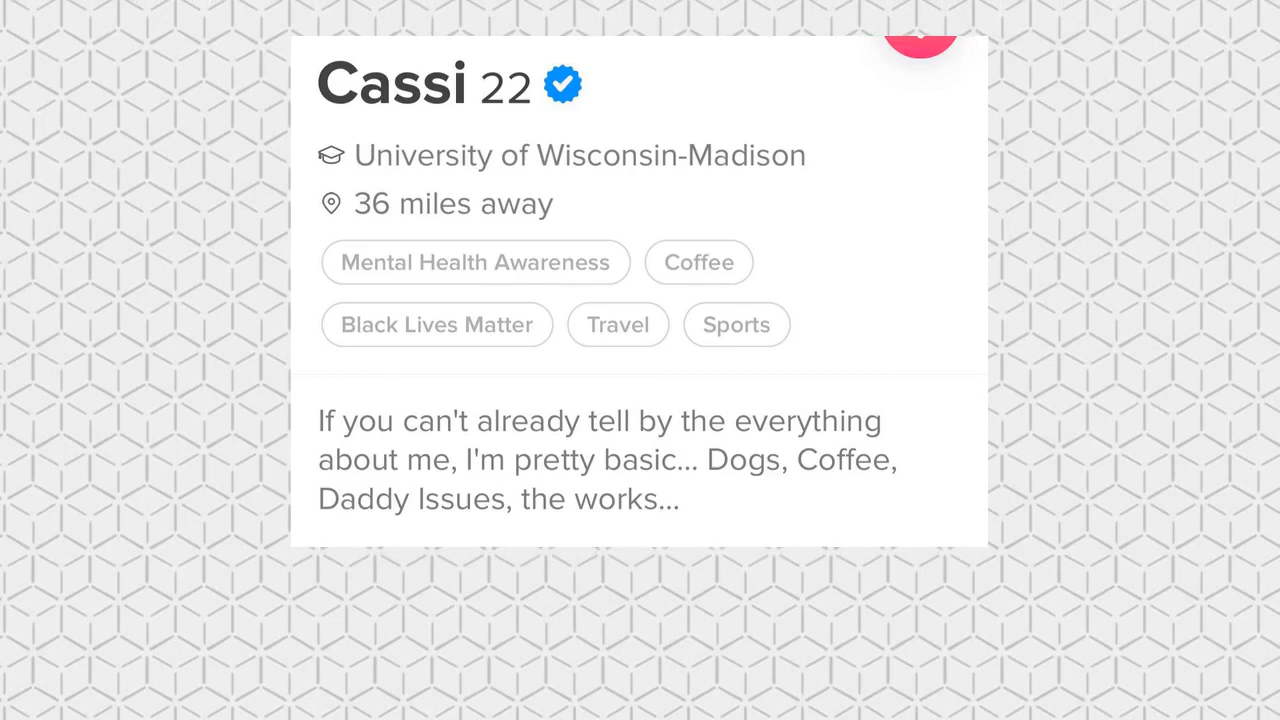 Cassi 22
University of Wisconsin-Madison
36 miles away
Mental Health Awareness Coffee
Black Lives Matter Travel Sports
If you can't already tell by the everything
about me, I'm pretty basic... Dogs, Coffee,
Daddy Issues, the works...